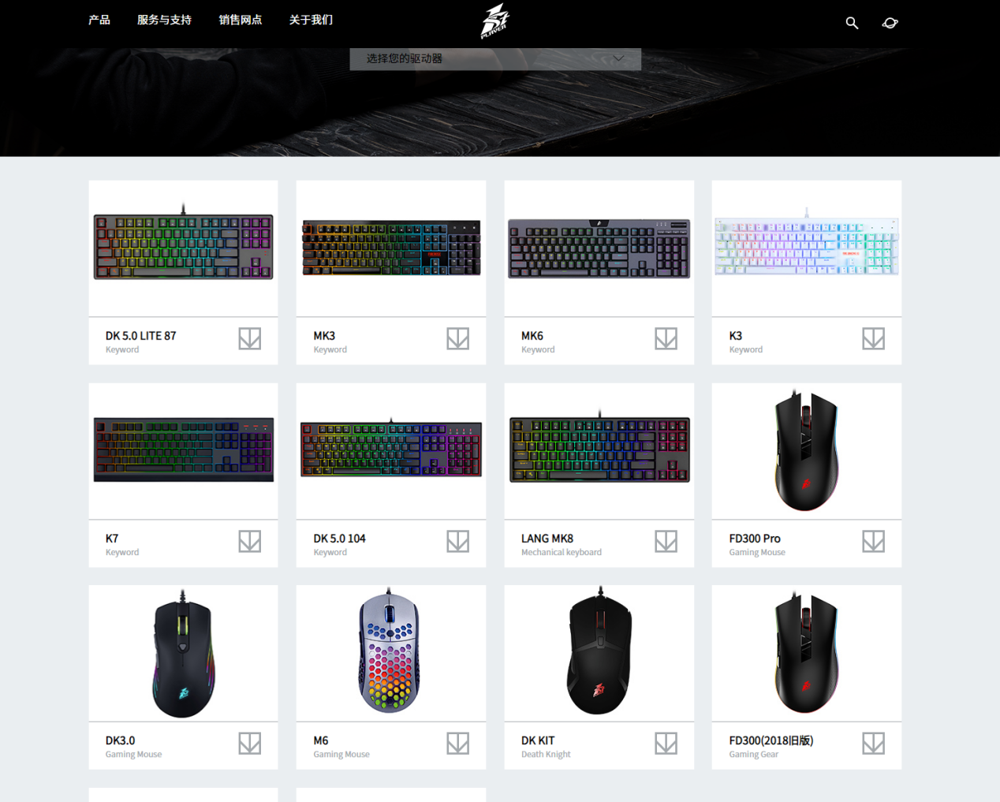 产品 服务与支持 销售网点 关于我们
1ST PLAYER
选择您的驱动器
DK 5.0 LITE 87
Keyword
MK3
Keyword
MK6
Keyword
K3
Keyword
K7
Keyword
DK 5.0 104
Keyword
LANG MK8
Mechanical keyboard
FD300 Pro
Gaming Mouse
DK3.0
Gaming Mouse
M6
Gaming Mouse
DK KIT
Death Knight
FD300(2018旧版)
Gaming Gear